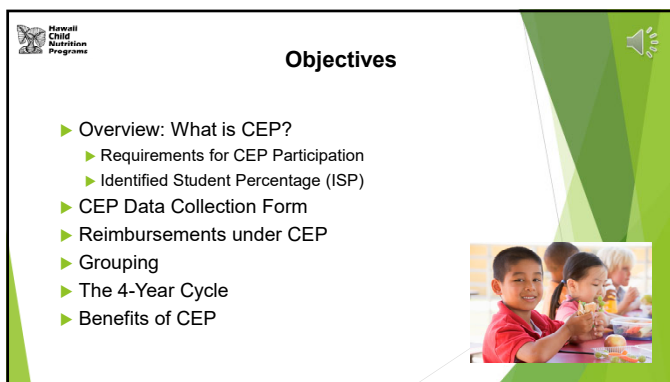 Hawaii
Child
Nutrition
Programs
Objectives
Overview: What is CEP?
Requirements for CEP Participation
Identified Student Percentage (ISP)
CEP Data Collection Form
Reimbursements under CEP
Grouping
The 4-Year Cycle
Benefits of CEP